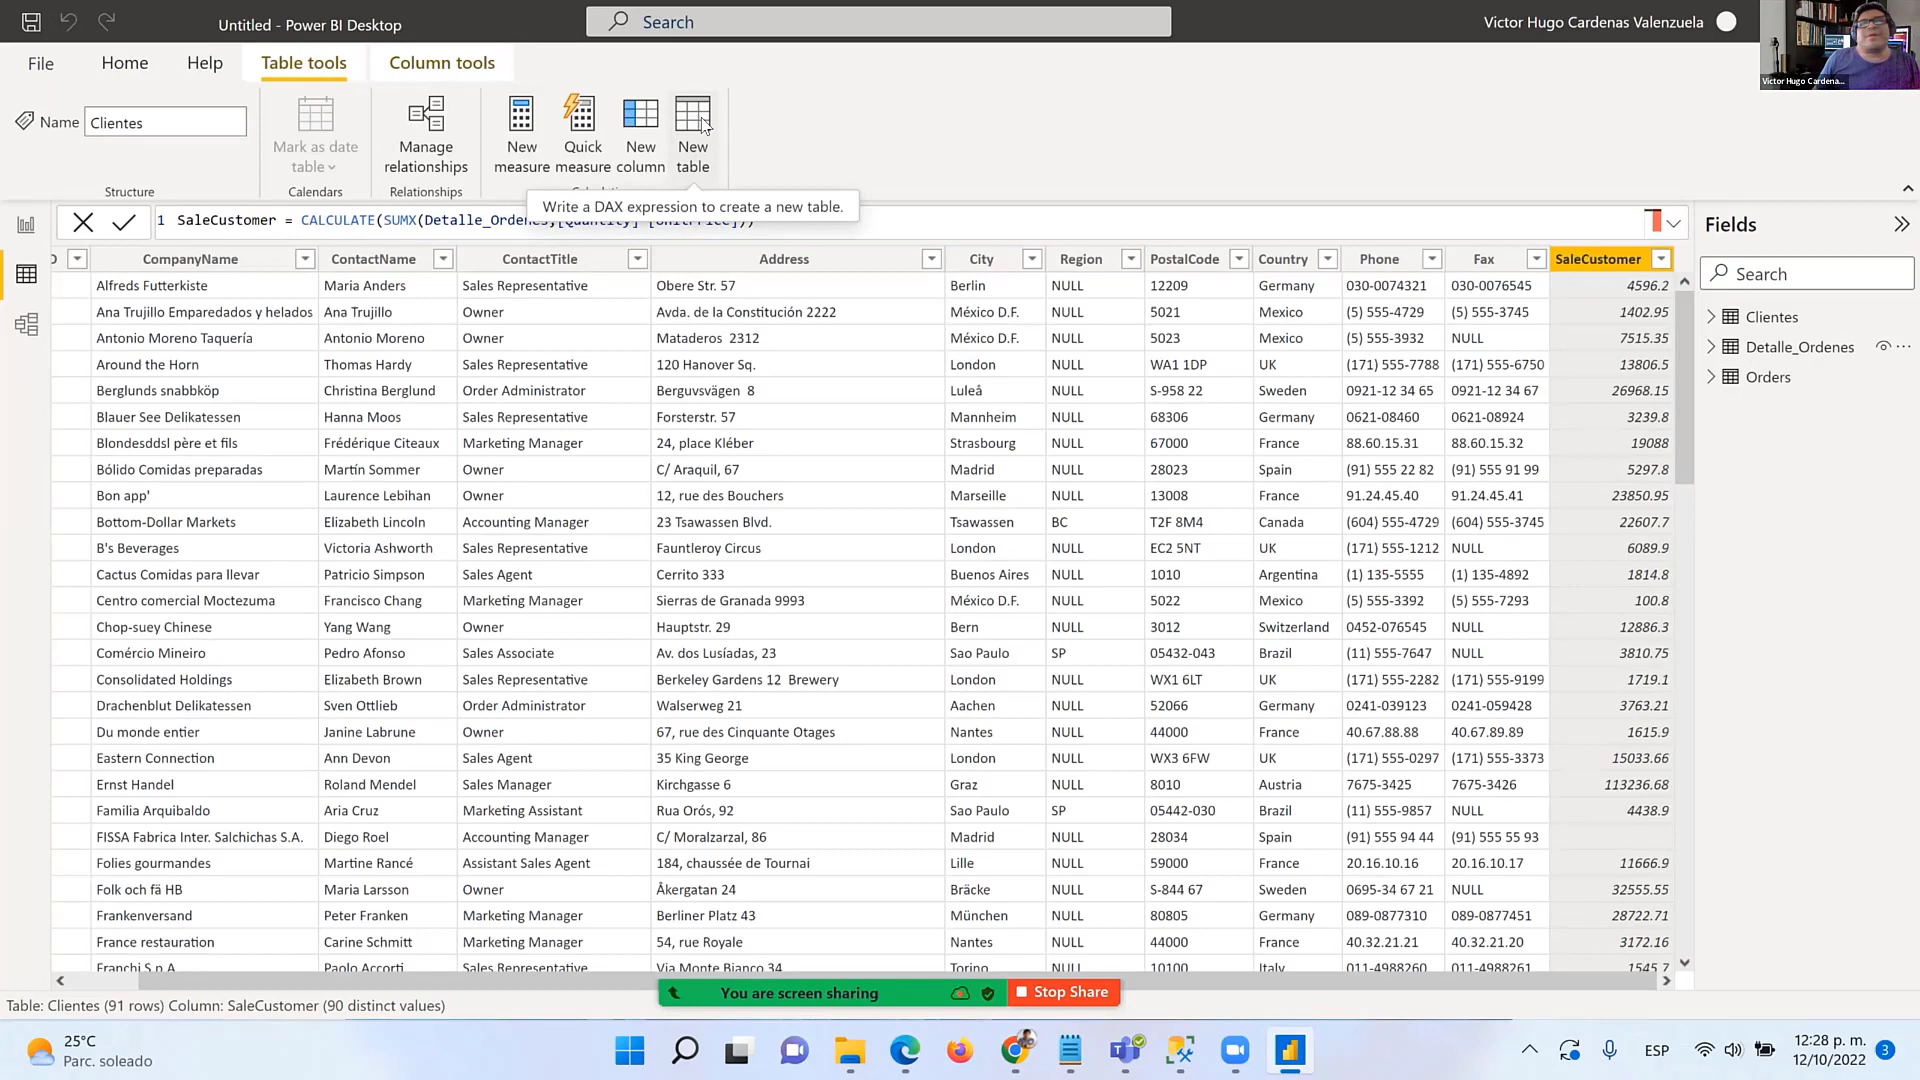 Untitled - Power BI Desktop
Search
Victor Hugo Cardenas Valenzuela
Victor Hugo Cardena...
File Home Help Table tools Column tools
Name Clientes
Mark as date table
Manage relationships
New measure
Quick measure
New column
New table
Structure Calendars Relationships
Write a DAX expression to create a new table.
1 SaleCustomer = CALCULATE(SUMX(Detalle_Ordenes,[Quantity]
Fields
Search
Clientes
Detalle_Ordenes
Orders
CompanyName ContactName ContactTitle Address City Region PostalCode Country Phone Fax SaleCustomer
Alfreds Futterkiste Maria Anders Sales Representative Obere Str. 57 Berlin NULL 12209 Germany 030-0074321 030-0076545 4596.2
Ana Trujillo Emparedados y helados Ana Trujillo Owner Avda. de la Constitución 2222 México D.F. NULL 5021 Mexico (5) 555-4729 (5) 555-3745 1402.95
Antonio Moreno Taquería Antonio Moreno Owner Mataderos 2312 México D.F. NULL 5023 Mexico (5) 555-3932 NULL 7515.35
Around the Horn Thomas Hardy Sales Representative 120 Hanover Sq. London NULL WA1 1DP UK (171) 555-7788 (171) 555-6750 13806.5
Berglunds snabbköp Christina Berglund Order Administrator Berguvsvägen 8 Luleå NULL S-958 22 Sweden 0921-12 34 65 0921-12 34 67 26968.15
Blauer See Delikatessen Hanna Moos Sales Representative Forsterstr. 57 Mannheim NULL 68306 Germany 0621-08460 0621-08924 3239.8
Blondesddsl père et fils Frédérique Citeaux Marketing Manager 24, place Kléber Strasbourg NULL 67000 France 88.60.15.31 88.60.15.32 19088
Bólido Comidas preparadas Martín Sommer Owner C/ Araquil, 67 Madrid NULL 28023 Spain (91) 555 22 82 (91) 555 91 99 5297.8
Bon app' Laurence Lebihan Owner 12, rue des Bouchers Marseille NULL 13008 France 91.24.45.40 91.24.45.41 23850.95
Bottom-Dollar Markets Elizabeth Lincoln Accounting Manager 23 Tsawassen Blvd. Tsawassen BC T2F 8M4 Canada (604) 555-4729 (604) 555-3745 22607.7
B's Beverages Victoria Ashworth Sales Representative Fauntleroy Circus London NULL EC2 5NT UK (171) 555-1212 NULL 6089.9
Cactus Comidas para llevar Patricio Simpson Sales Agent Cerrito 333 Buenos Aires NULL 1010 Argentina (1) 135-5555 (1) 135-4892 1814.8
Centro comercial Moctezuma Francisco Chang Marketing Manager Sierras de Granada 9993 México D.F. NULL 5022 Mexico (5) 555-3392 (5) 555-7293 100.8
Chop-suey Chinese Yang Wang Owner Hauptstr. 29 Bern NULL 3012 Switzerland 0452-076545 NULL 12886.3
Comércio Mineiro Pedro Afonso Sales Associate Av. dos Lusíadas, 23 Sao Paulo SP 05432-043 Brazil (11) 555-7647 NULL 3810.75
Consolidated Holdings Elizabeth Brown Sales Representative Berkeley Gardens 12 Brewery London NULL WX1 6LT UK (171) 555-2282 (171) 555-9199 1719.1
Drachenblut Delikatessen Sven Ottlieb Order Administrator Walserweg 21 Aachen NULL 52066 Germany 0241-039123 0241-059428 3763.21
Du monde entier Janine Labrune Owner 67, rue des Cinquante Otages Nantes NULL 44000 France 40.67.88.88 40.67.89.89 1615.9
Eastern Connection Ann Devon Sales Agent 35 King George London NULL WX3 6FW UK (171) 555-0297 (171) 555-3373 15033.66
Ernst Handel Roland Mendel Sales Manager Kirchgasse 6 Graz NULL 8010 Austria 7675-3425 7675-3426 113236.68
Familia Arquibaldo Aria Cruz Marketing Assistant Rua Orós, 92 Sao Paulo SP 05442-030 Brazil (11) 555-9857 NULL 4438.9
FISSA Fabrica Inter. Salchichas S.A. Diego Roel Accounting Manager C/ Moralzarzal, 86 Madrid NULL 28034 Spain (91) 555 94 44 (91) 555 55 93
Folies gourmandes Martine Rancé Assistant Sales Agent 184, chaussée de Tournai Lille NULL 59000 France 20.16.10.16 20.16.10.17 11666.9
Folk och fä HB Maria Larsson Owner Åkergatan 24 Bräcke NULL S-844 67 Sweden 0695-34 67 21 NULL 32555.55
Frankenversand Peter Franken Marketing Manager Berliner Platz 43 München NULL 80805 Germany 089-0877310 089-0877451 28722.71
France restauration Carine Schmitt Marketing Manager 54, rue Royale Nantes NULL 44000 France 40.32.21.21 40.32.21.20 3172.16
Franchi S.p.A. Paolo Accorti Sales Representative Via Monte Bianco 34 Torino NULL 10100 Italy 011-4988260 011-4988261 1545.7
You are screen sharing Stop Share
Table: Clientes (91 rows) Column: SaleCustomer (90 distinct values)
25°C
Parc. soleado
ESP
12:28 p. m.
12/10/2022
3